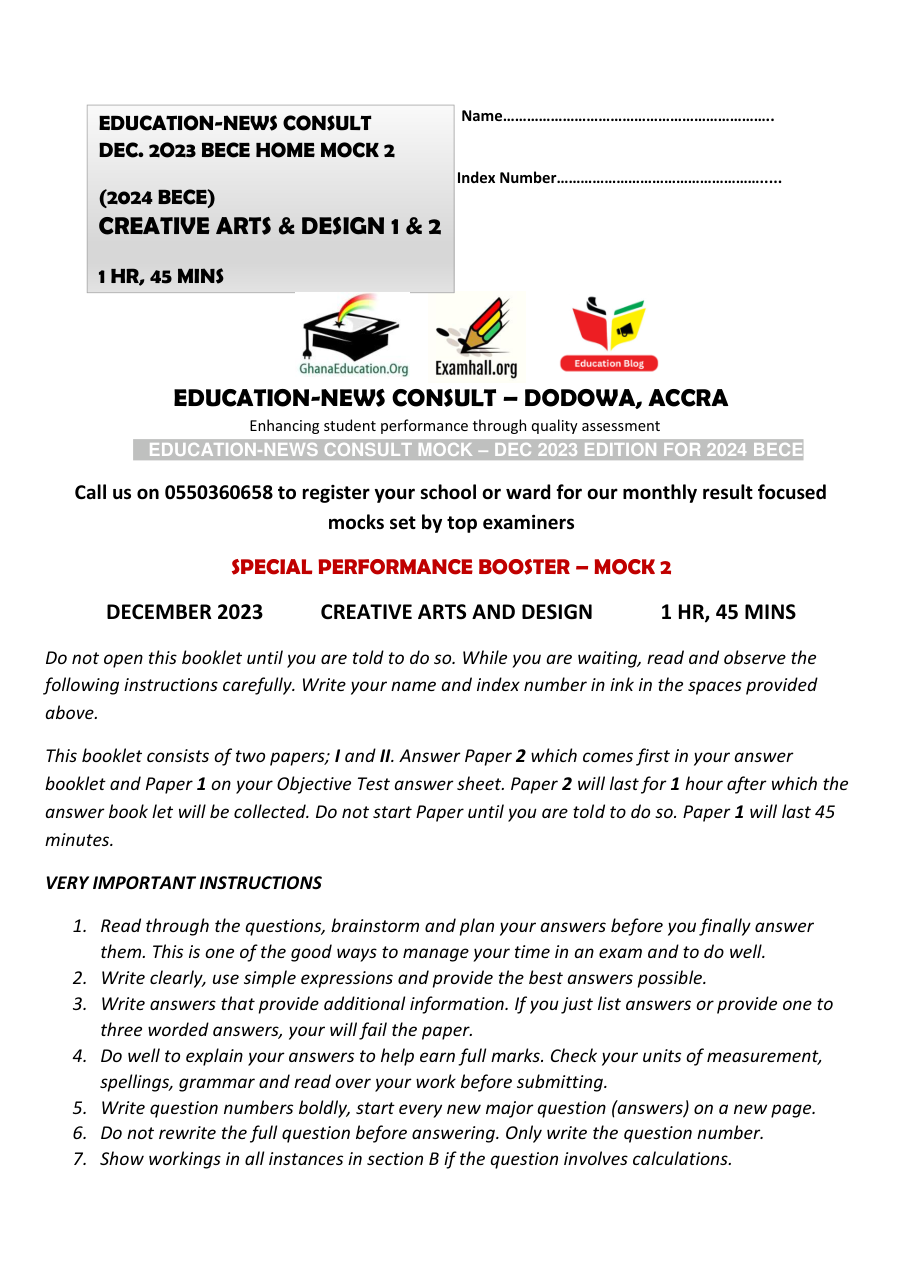 EDUCATION-NEWS CONSULT
DEC. 2023 BECE HOME MOCK 2
(2024 BECE)
CREATIVE ARTS & DESIGN 1 & 2
1 HR, 45 MINS
Name…………………………………………………………..
Index Number…………………………………………….....
GhanaEducation.Org
Examhall.org
Education Blog
EDUCATION-NEWS CONSULT – DODOWA, ACCRA
Enhancing student performance through quality assessment
EDUCATION-NEWS CONSULT MOCK – DEC 2023 EDITION FOR 2024 BECE
Call us on 0550360658 to register your school or ward for our monthly result focused
mocks set by top examiners
SPECIAL PERFORMANCE BOOSTER – MOCK 2
DECEMBER 2023 CREATIVE ARTS AND DESIGN 1 HR, 45 MINS
Do not open this booklet until you are told to do so. While you are waiting, read and observe the
following instructions carefully. Write your name and index number in ink in the spaces provided
above.
This booklet consists of two papers; I and II. Answer Paper 2 which comes first in your answer
booklet and Paper 1 on your Objective Test answer sheet. Paper 2 will last for 1 hour after which the
answer book let will be collected. Do not start Paper until you are told to do so. Paper 1 will last 45
minutes.
VERY IMPORTANT INSTRUCTIONS
1. Read through the questions, brainstorm and plan your answers before you finally answer
them. This is one of the good ways to manage your time in an exam and to do well.
2. Write clearly, use simple expressions and provide the best answers possible.
3. Write answers that provide additional information. If you just list answers or provide one to
three worded answers, your will fail the paper.
4. Do well to explain your answers to help earn full marks. Check your units of measurement,
spellings, grammar and read over your work before submitting.
5. Write question numbers boldly, start every new major question (answers) on a new page.
6. Do not rewrite the full question before answering. Only write the question number.
7. Show workings in all instances in section B if the question involves calculations.